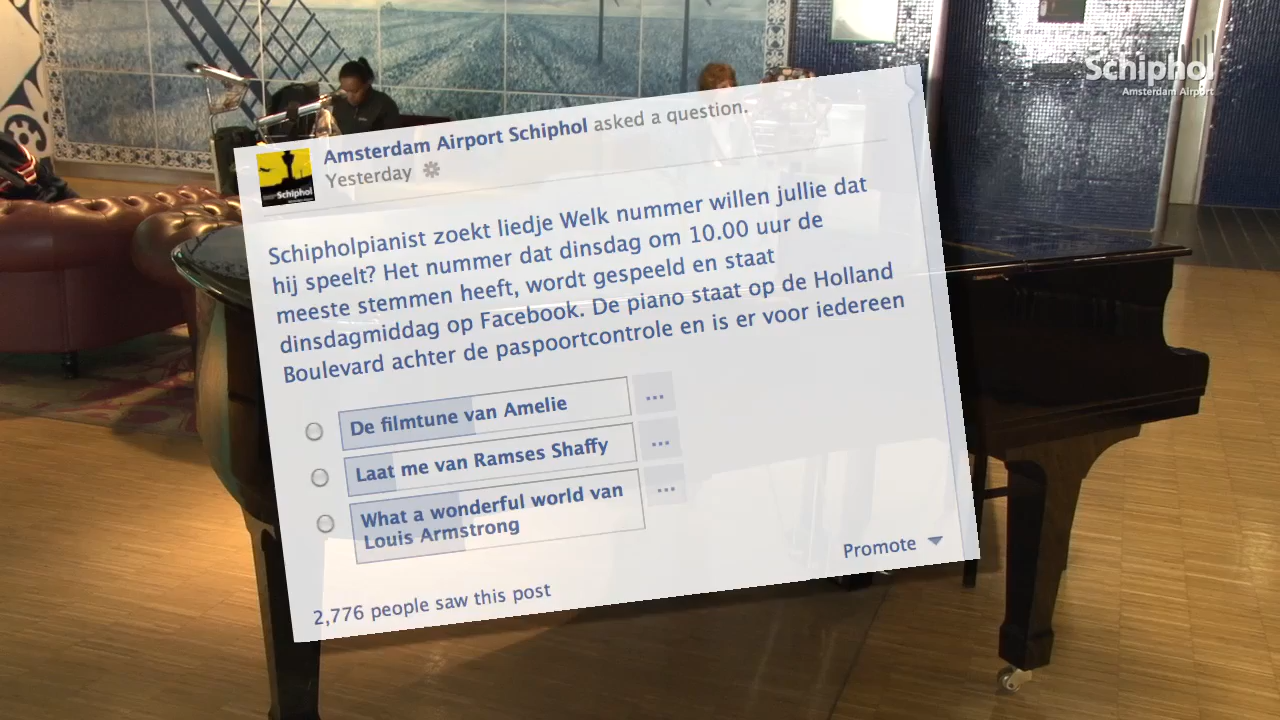 Schiphol
Amsterdam Airport
Amsterdam Airport Schiphol asked a question.
Yesterday
Schiphol
Schipholpianist zoekt liedje Welk nummer willen jullie dat
hij speelt? Het nummer dat dinsdag om 10.00 uur de
meeste stemmen heeft, wordt gespeeld en staat
dinsdagmiddag op Facebook. De piano staat op de Holland
Boulevard achter de paspoortcontrole en is er voor iedereen
De filmtune van Amelie
...
Laat me van Ramses Shaffy
...
What a wonderful world van
Louis Armstrong
...
Promote
2,776 people saw this post